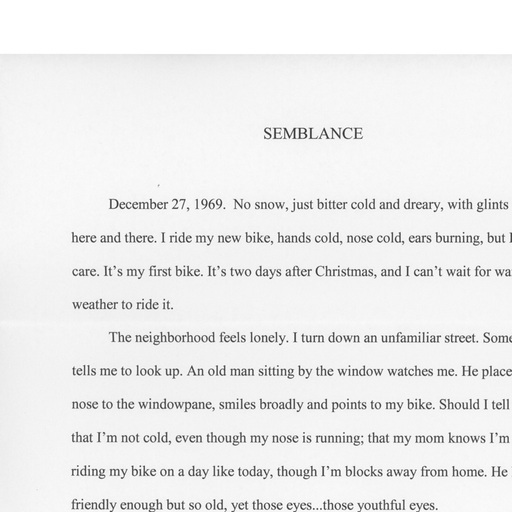 SEMBLANCE
December 27, 1969. No snow, just bitter cold and dreary, with glints
here and there. I ride my new bike, hands cold, nose cold, ears burning, but
care. It's my first bike. It's two days after Christmas, and I can't wait for
weather to ride it.
The neighborhood feels lonely. I turn down an unfamiliar street.
tells me to look up. An old man sitting by the window watches me. He
nose to the windowpane, smiles broadly and points to my bike. Should I tell
that I'm not cold, even though my nose is running; that my mom knows I'm
riding my bike on a day like today, though I'm blocks away from home. He
friendly enough but so old, yet those eyes...those youthful eyes.